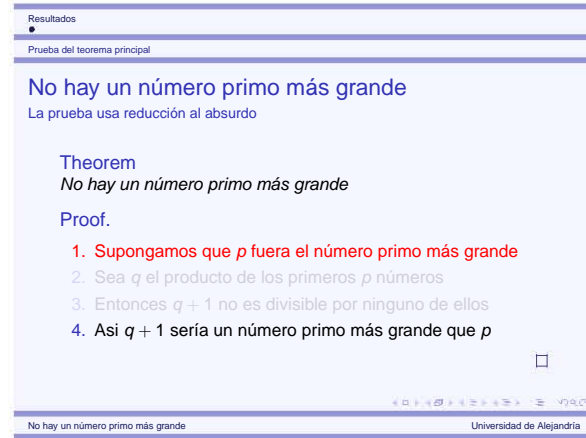 Resultados
Prueba del teorema principal
No hay un número primo más grande
La prueba usa reducción al absurdo
Theorem
No hay un número primo más grande
Proof.
1. Supongamos que p fuera el número primo más grande
2. Sea q el producto de los primeros p números
3. Entonces q + 1 no es divisible por ninguno de ellos
4. Asi q + 1 sería un número primo más grande que p
No hay un número primo más grande
Universidad de Alejandría